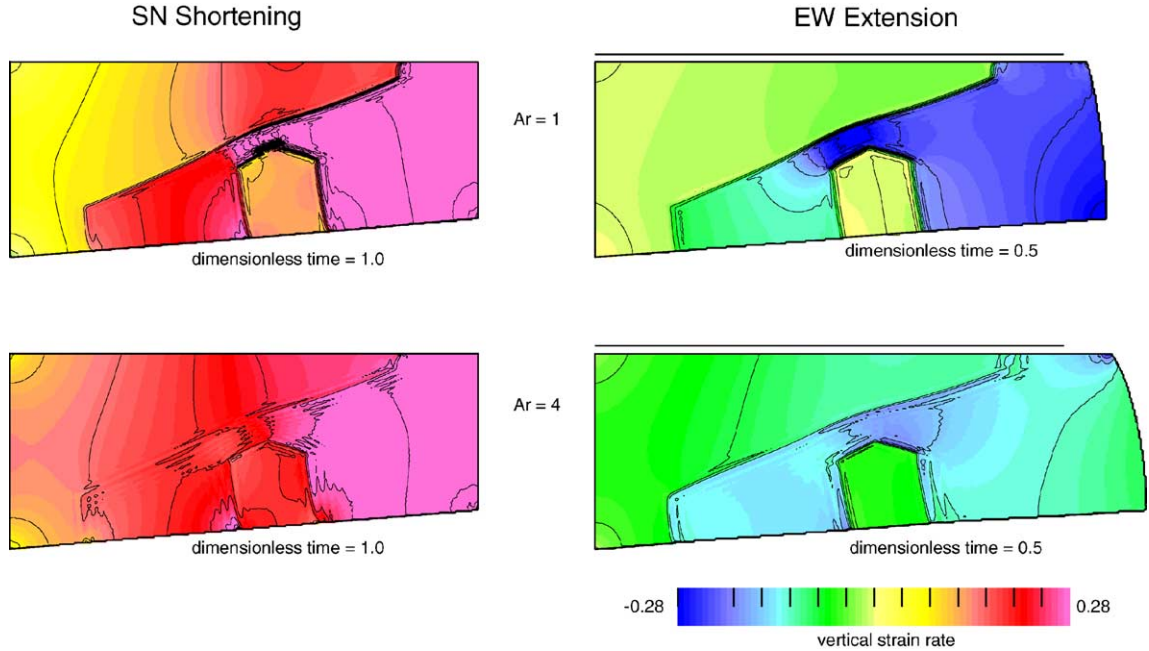 SN Shortening
EW Extension
Ar = 1
dimensionless time = 1.0
dimensionless time = 0.5
Ar = 4
dimensionless time = 1.0
dimensionless time = 0.5
-0.28
0.28
vertical strain rate